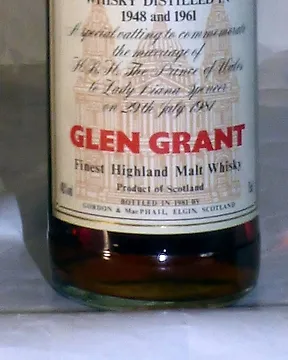 WHISKY DISTILLED IN
1948 and 1961
A special vatting to commemorate
the marriage of
H.R.H. The Prince of Wales
to Lady Diana Spencer
on 29th July 1981
GLEN GRANT
Finest Highland Malt Whisky
Product of Scotland
BOTTLED IN 1981 BY
GORDON & MacPHAIL, ELGIN, SCOTLAND